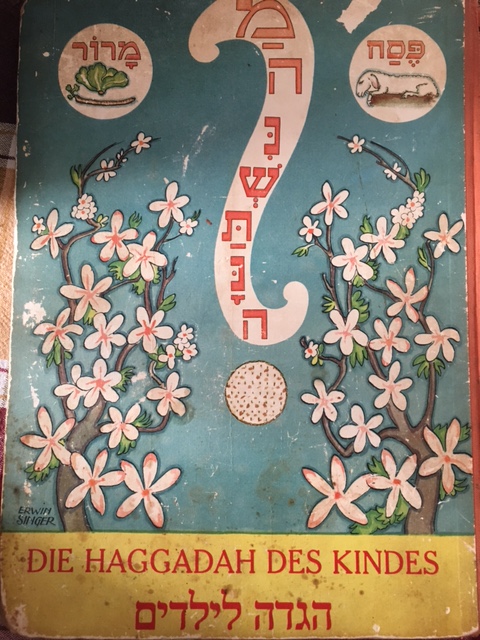 פֶּסַח
מָרוֹר
מַה נִּשְׁתַּנָּה
ERWIN
SINGER
DIE HAGGADAH DES KINDES
הגדה לילדים